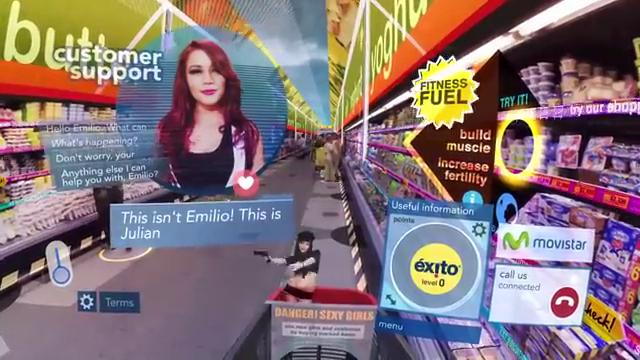 butt
yoghu
customer
support
Hello Emilio. What can
What's happening?
Don't worry, your
Anything else I can
help you with, Emilio?
This isn't Emilio! This is
Julian
Terms
FITNESS
FUEL
TRY IT!
build
muscle
increase
fertility
try our shop
Useful information
points
éxito
level 0
menu
movistar
call us
connected
check!
DANGER! SEXY GIRLS